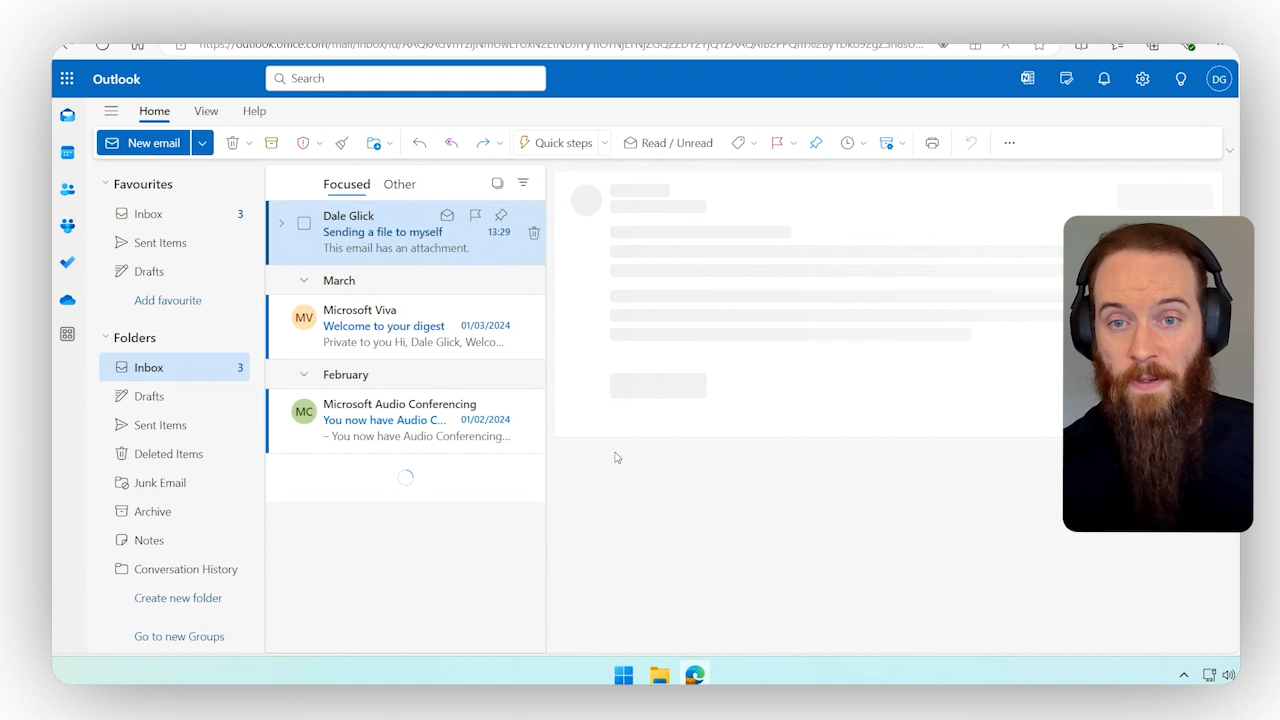 Outlook
Search
DG
Home
View
Help
New email
Quick steps
Read / Unread
Favourites
Inbox
3
Sent Items
Drafts
Add favourite
Folders
Inbox
3
Drafts
Sent Items
Deleted Items
Junk Email
Archive
Notes
Conversation History
Create new folder
Go to new Groups
Focused
Other
Dale Glick
Sending a file to myself
13:29
This email has an attachment.
March
MV
Microsoft Viva
Welcome to your digest
01/03/2024
Private to you Hi, Dale Glick, Welco...
February
MC
Microsoft Audio Conferencing
You now have Audio C...
01/02/2024
– You now have Audio Conferencing...